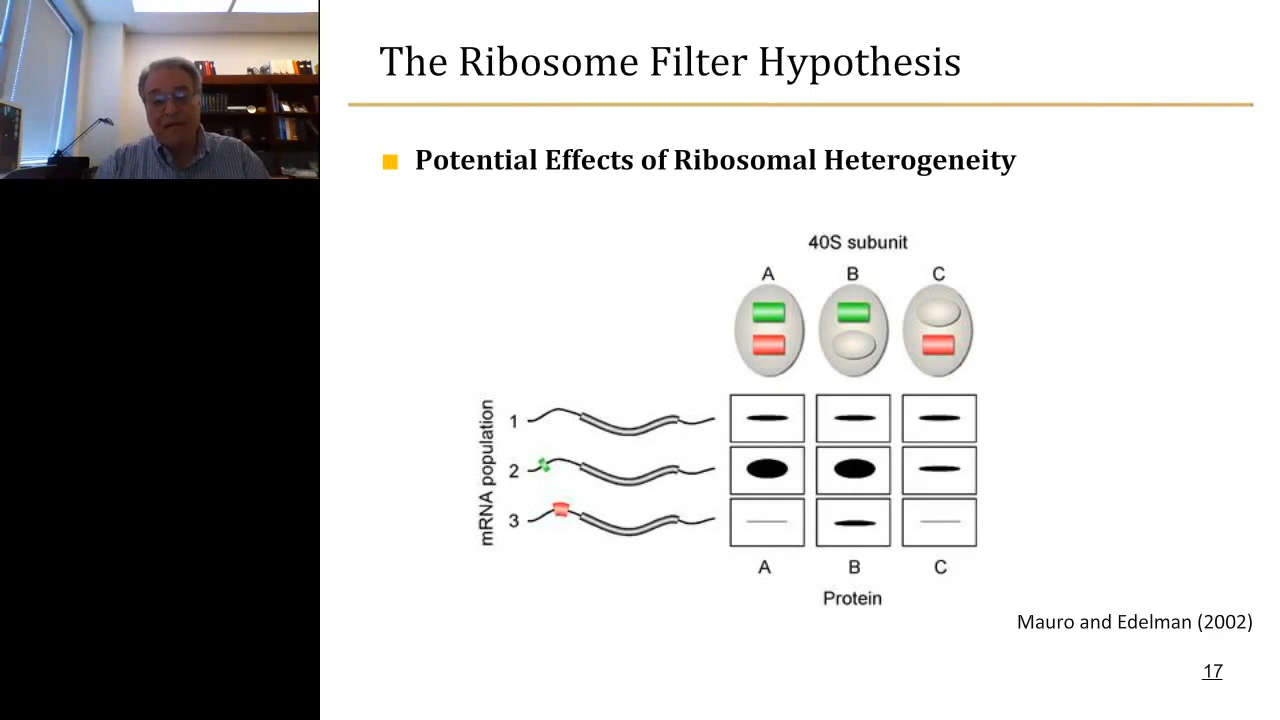 The Ribosome Filter Hypothesis
Potential Effects of Ribosomal Heterogeneity
40S subunit
A B C
mRNA population
1
2
3
A B C
Protein
Mauro and Edelman (2002)
17